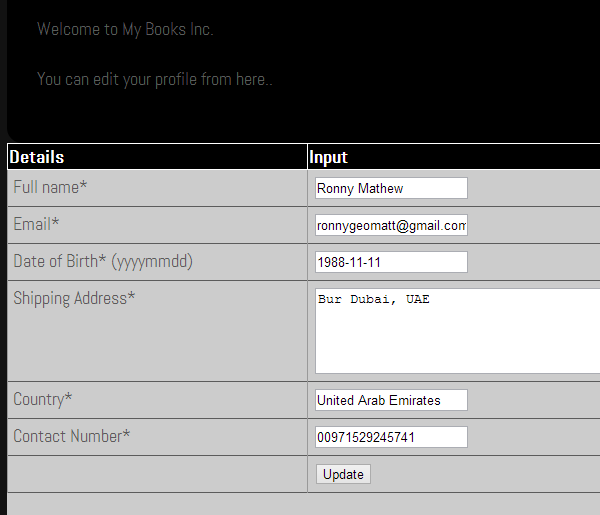 Welcome to My Books Inc.
You can edit your profile from here..
Details Input
Full name* Ronny Mathew
Email* ronnygeomatt@gmail.com
Date of Birth* (yyyymmdd) 1988-11-11
Shipping Address* Bur Dubai, UAE
Country* United Arab Emirates
Contact Number* 00971529245741
Update